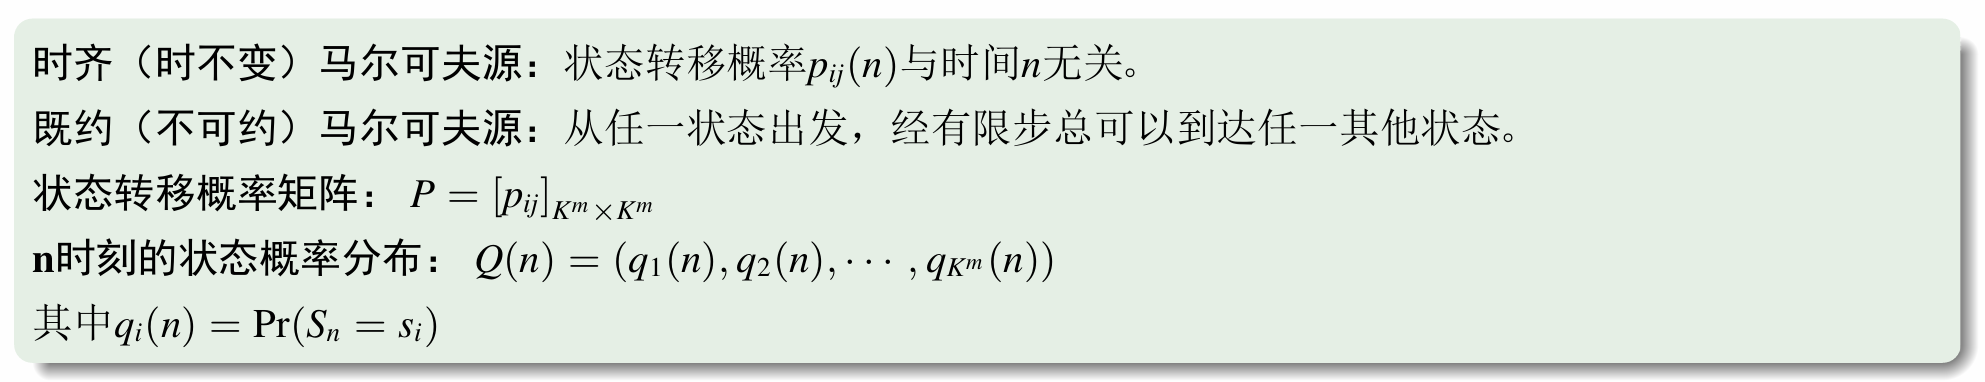 时齐（时不变）马尔可夫源：状态转移概率p_{ij}(n)与时间n无关。
既约（不可约）马尔可夫源：从任一状态出发，经有限步总可以到达任一其他状态。
状态转移概率矩阵： P = [p_{ij}]_{K^m×K^m}
n时刻的状态概率分布： Q(n) = (q_1(n), q_2(n), ··· , q_{K^m}(n))
其中q_i(n) = Pr(S_n = s_i)